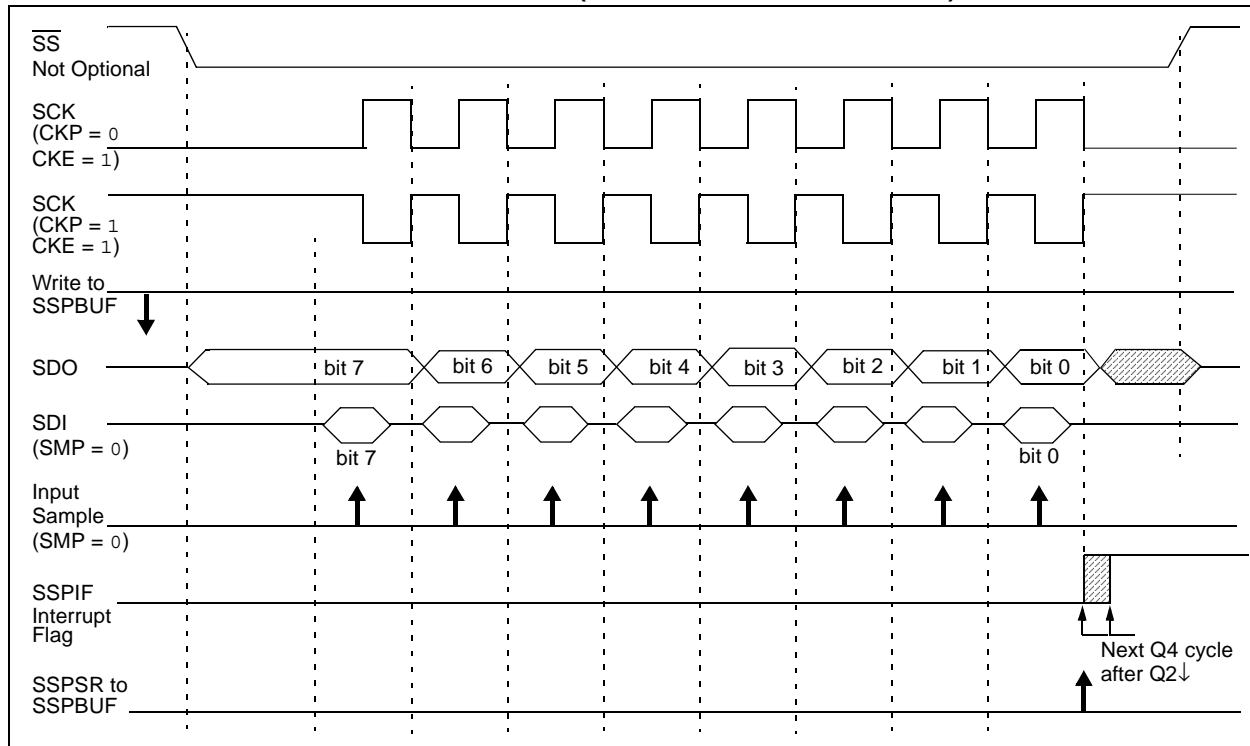 SS
Not Optional
SCK
(CKP = 0
CKE = 1)
SCK
(CKP = 1
CKE = 1)
Write to
SSPBUF
SDO
bit 7 bit 6 bit 5 bit 4 bit 3 bit 2 bit 1 bit 0
SDI
(SMP = 0)
bit 7 bit 0
Input
Sample
(SMP = 0)
SSPIF
Interrupt
Flag
Next Q4 cycle
after Q2↓
SSPSR to
SSPBUF